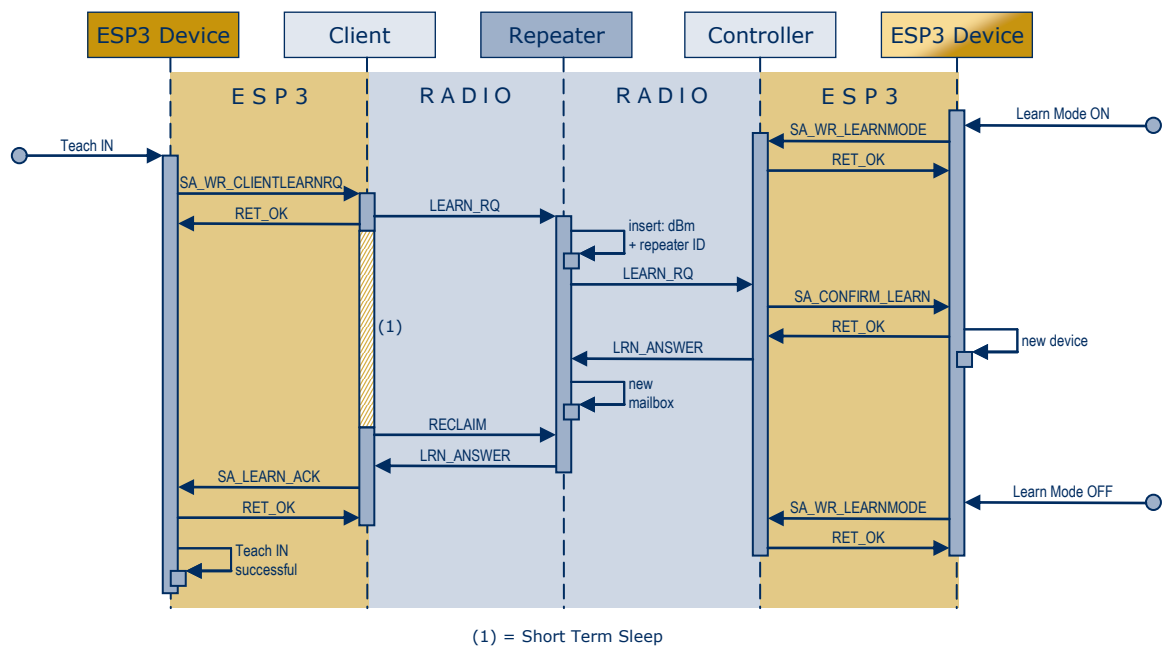 ESP3 Device
Client
Repeater
Controller
ESP3 Device
ESP3
RADIO
RADIO
ESP3
Learn Mode ON
SA_WR_LEARNMODE
Teach IN
RET_OK
SA_WR_CLIENTLEARNRQ
RET_OK
LEARN_RQ
insert: dBm
+ repeater ID
LEARN_RQ
SA_CONFIRM_LEARN
(1)
RET_OK
new device
LRN_ANSWER
new
mailbox
RECLAIM
LRN_ANSWER
SA_LEARN_ACK
Learn Mode OFF
RET_OK
SA_WR_LEARNMODE
RET_OK
Teach IN
successful
(1) = Short Term Sleep